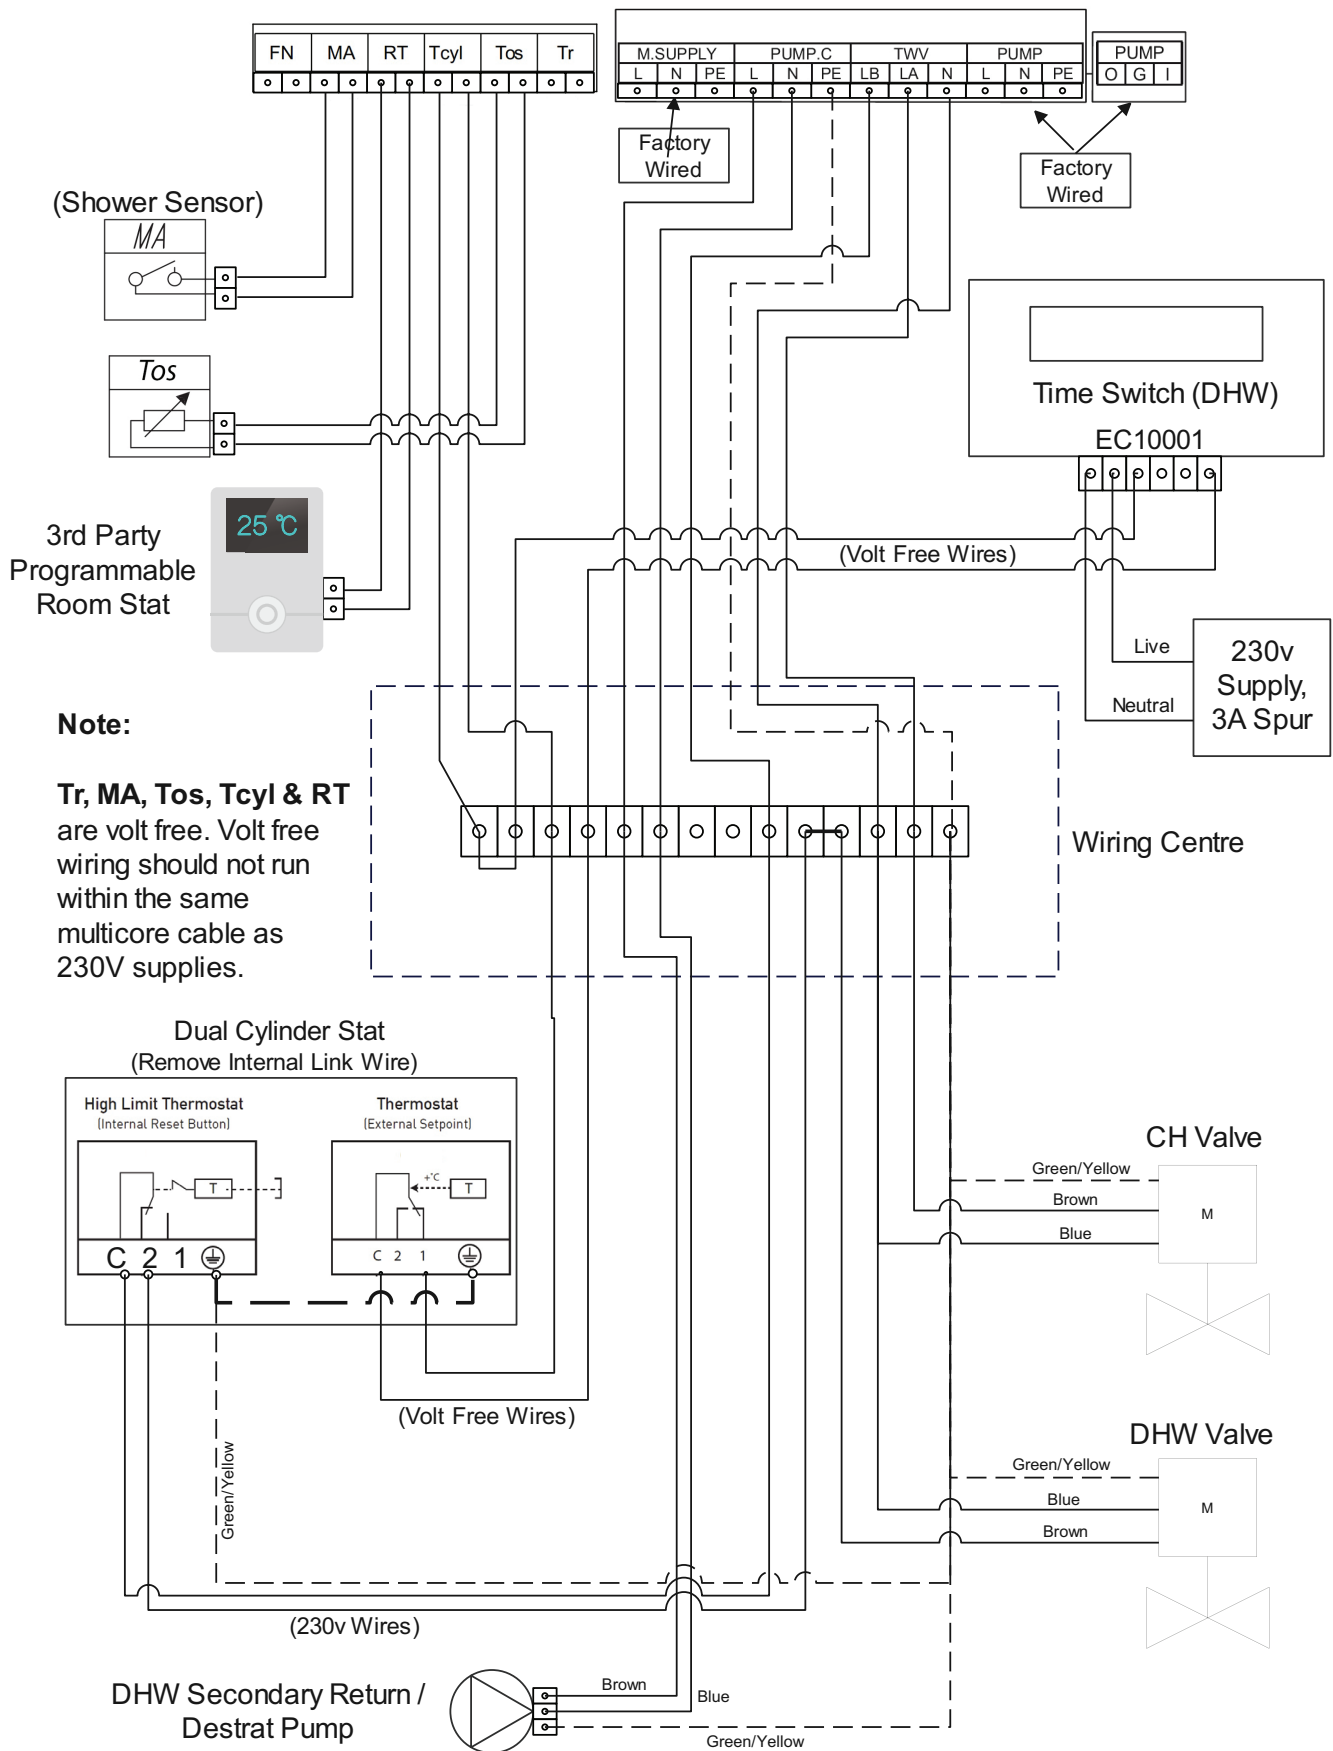 FN MA RT Tcyl Tos Tr
M.SUPPLY PUMP.C TWV PUMP
L N PE L N PE LB LA N L N PE
PUMP
O G I
Factory
Wired
Factory
Wired
(Shower Sensor)
MA
Tos
25 °C
3rd Party
Programmable
Room Stat
Time Switch (DHW)
EC10001
(Volt Free Wires)
Live
Neutral
230v
Supply,
3A Spur
Note:
Tr, MA, Tos, Tcyl & RT
are volt free. Volt free
wiring should not run
within the same
multicore cable as
230V supplies.
Wiring Centre
Dual Cylinder Stat
(Remove Internal Link Wire)
High Limit Thermostat
(Internal Reset Button)
T
C 2 1
Thermostat
(External Setpoint)
+°C
T
C 2 1
(Volt Free Wires)
Green/Yellow
(230v Wires)
CH Valve
Green/Yellow
Brown
Blue
M
DHW Valve
Green/Yellow
Blue
Brown
M
DHW Secondary Return /
Destrat Pump
Brown
Blue
Green/Yellow